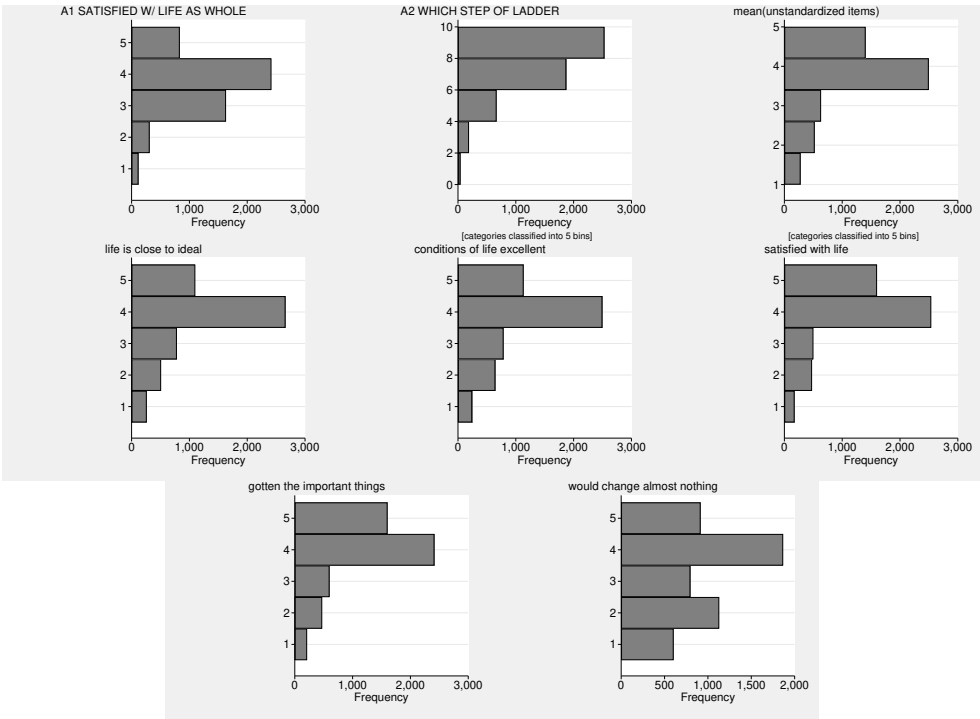 A1 SATISFIED W/ LIFE AS WHOLE
5
4
3
2
1
0 1,000 2,000 3,000
Frequency
A2 WHICH STEP OF LADDER
10
8
6
4
2
0
0 1,000 2,000 3,000
Frequency
[categories classified into 5 bins]
mean(unstandardized items)
5
4
3
2
1
0 1,000 2,000 3,000
Frequency
[categories classified into 5 bins]
life is close to ideal
5
4
3
2
1
0 1,000 2,000 3,000
Frequency
conditions of life excellent
5
4
3
2
1
0 1,000 2,000 3,000
Frequency
satisfied with life
5
4
3
2
1
0 1,000 2,000 3,000
Frequency
gotten the important things
5
4
3
2
1
0 1,000 2,000 3,000
Frequency
would change almost nothing
5
4
3
2
1
0 500 1,000 1,500 2,000
Frequency